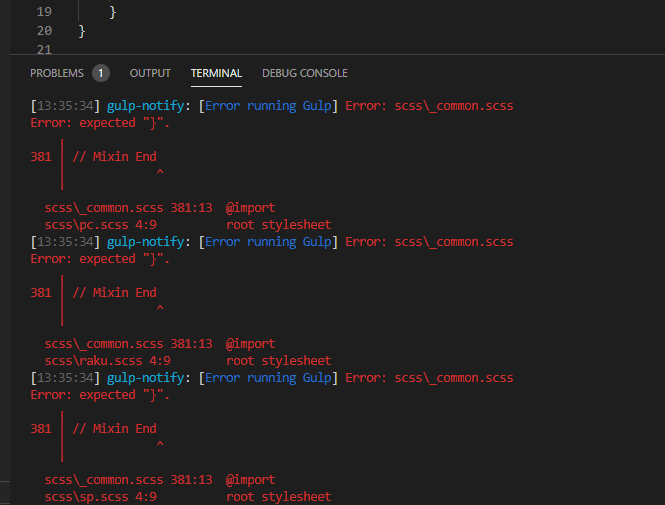 19 }
20 }
21
PROBLEMS 1 OUTPUT TERMINAL DEBUG CONSOLE
[13:35:34] gulp-notify: [Error running Gulp] Error: scss\_common.scss
Error: expected "}".
|
381 | // Mixin End
| ^
scss\_common.scss 381:13 @import
scss\pc.scss 4:9 root stylesheet
[13:35:34] gulp-notify: [Error running Gulp] Error: scss\_common.scss
Error: expected "}".
|
381 | // Mixin End
| ^
scss\_common.scss 381:13 @import
scss\raku.scss 4:9 root stylesheet
[13:35:34] gulp-notify: [Error running Gulp] Error: scss\_common.scss
Error: expected "}".
|
381 | // Mixin End
| ^
scss\_common.scss 381:13 @import
scss\sp.scss 4:9 root stylesheet